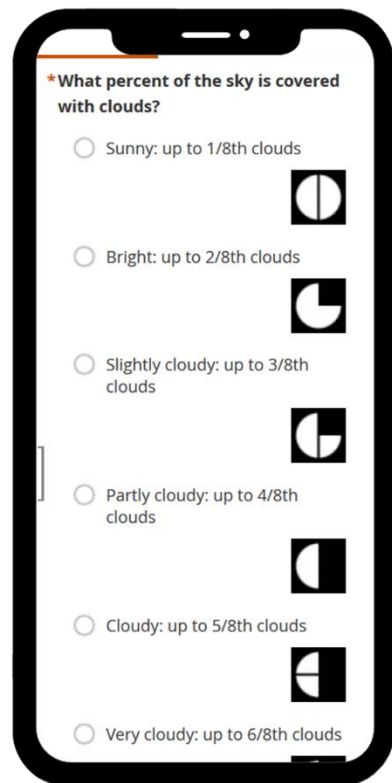 *What percent of the sky is covered
with clouds?
Sunny: up to 1/8th clouds
Bright: up to 2/8th clouds
Slightly cloudy: up to 3/8th
clouds
Partly cloudy: up to 4/8th
clouds
Cloudy: up to 5/8th clouds
Very cloudy: up to 6/8th clouds